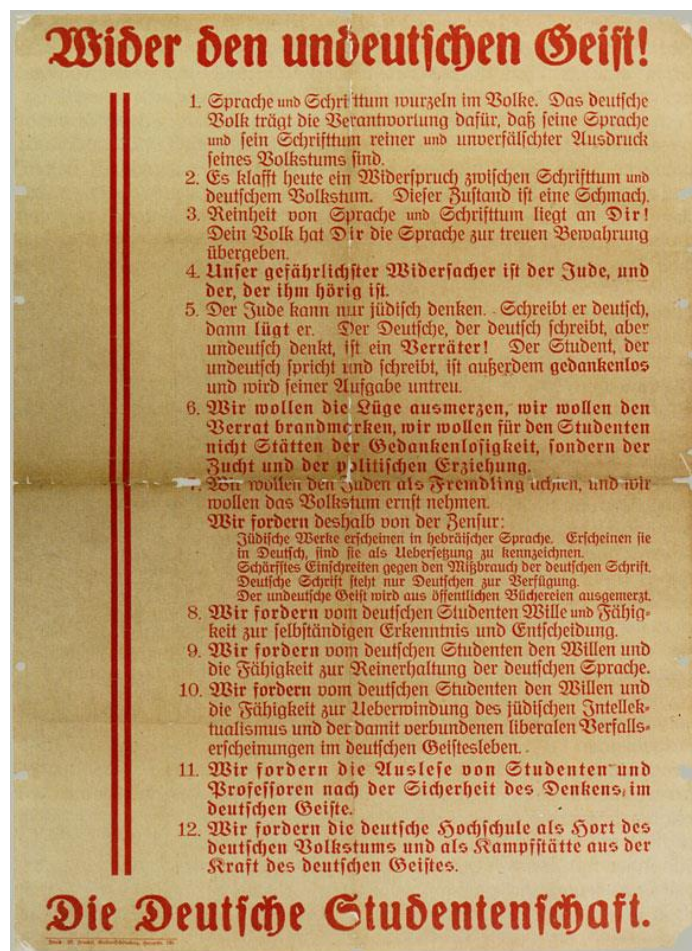 Wider den undeutschen Geist!
1. Sprache und Schrifttum wurzeln im Volke. Das deutsche
Volk trägt die Verantwortung dafür, daß seine Sprache
und sein Schrifttum reiner und unverfälschter Ausdruck
seines Volkstums sind.
2. Es klafft heute ein Widerspruch zwischen Schrifttum und
deutschem Volkstum. Dieser Zustand ist eine Schmach.
3. Reinheit von Sprache und Schrifttum liegt an Dir!
Dein Volk hat Dir die Sprache zur treuen Bewahrung
übergeben.
4. Unser gefährlichster Widersacher ist der Jude, und
der, der ihm hörig ist.
5. Der Jude kann nur jüdisch denken. Schreibt er deutsch,
dann lügt er. Der Deutsche, der deutsch schreibt, aber
undeutsch denkt, ist ein Verräter! Der Student, der
undeutsch spricht und schreibt, ist außerdem gedankenlos
und wird seiner Aufgabe untreu.
6. Wir wollen die Lüge ausmerzen, wir wollen den
Verrat brandmarken, wir wollen für den Studenten
nicht Stätten der Gedankenlosigkeit, sondern der
Zucht und der politischen Erziehung.
7. Wir wollen den Juden als Fremdling achten, und wir
wollen das Volkstum ernst nehmen.
Wir fordern deshalb von der Zensur:
Jüdische Werke erscheinen in hebräischer Sprache. Erscheinen sie
in Deutsch, sind sie als Uebersetzung zu kennzeichnen.
Schärfstes Einschreiten gegen den Mißbrauch der deutschen Schrift.
Deutsche Schrift steht nur Deutschen zur Verfügung.
Der undeutsche Geist wird aus öffentlichen Büchereien ausgemerzt.
8. Wir fordern vom deutschen Studenten Wille und Fähig-
keit zur selbständigen Erkenntnis und Entscheidung.
9. Wir fordern vom deutschen Studenten den Willen und
die Fähigkeit zur Reinerhaltung der deutschen Sprache.
10. Wir fordern vom deutschen Studenten den Willen und
die Fähigkeit zur Ueberwindung des jüdischen Intellek-
tualismus und der damit verbundenen liberalen Verfalls-
erscheinungen im deutschen Geistesleben.
11. Wir fordern die Auslese von Studenten und
Professoren nach der Sicherheit des Denkens im
deutschen Geiste.
12. Wir fordern die deutsche Hochschule als Hort des
deutschen Volkstums und als Kampfstätte aus der
Kraft des deutschen Geistes.
Die Deutsche Studentenschaft.